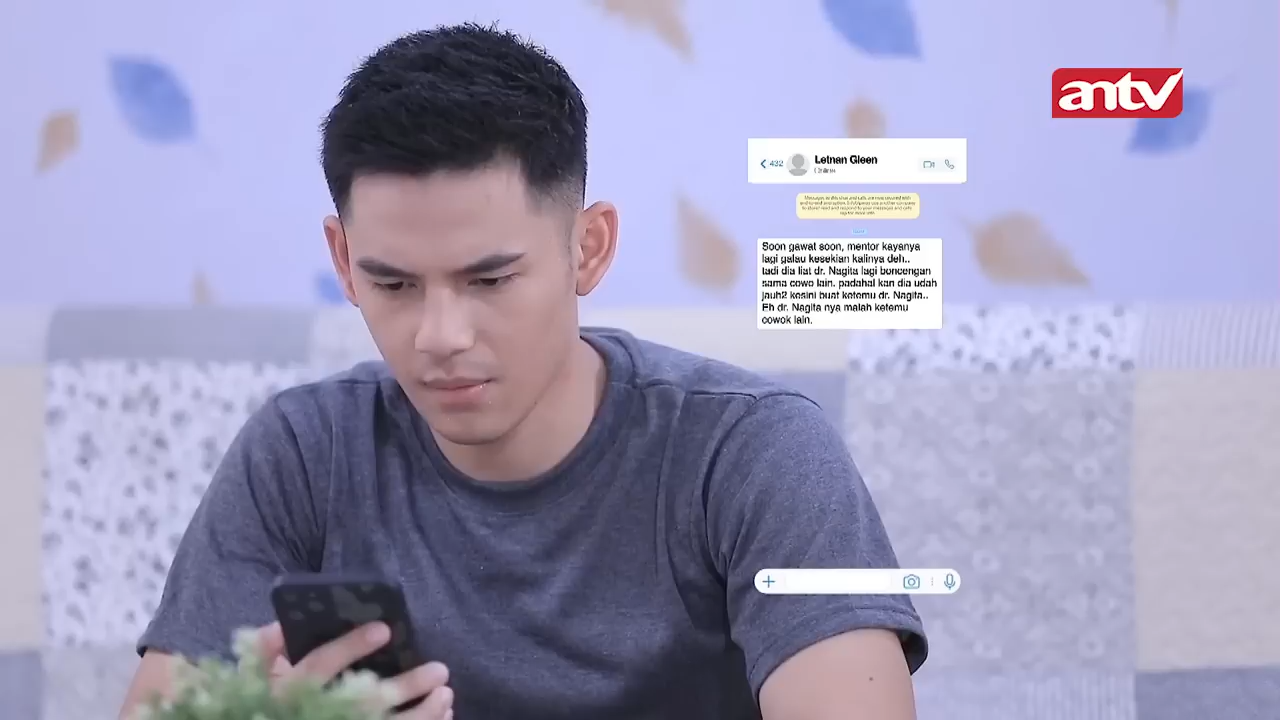 antv
432
Letnan Gleen
Soon gawat soon, mentor kayanya
lagi galau kesekian kalinya deh..
tadi dia liat dr. Nagita lagi boncengan
sama cowo lain. padahal kan dia udah
jauh2 kesini buat ketemu dr. Nagita..
Eh dr. Nagita nya malah ketemu
cowok lain.